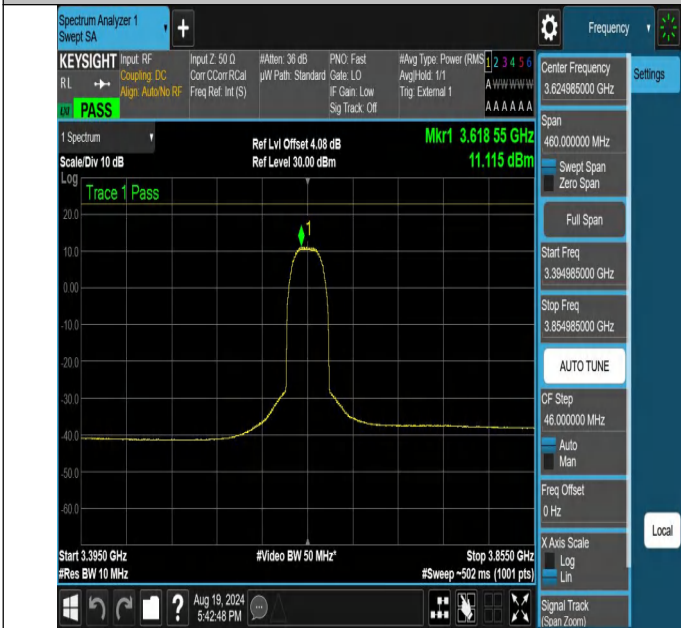 Spectrum Analyzer 1
Swept SA
+
Frequency
KEYSIGHT
RL
PASS
Input: RF
Coupling: DC
Align: Auto/No RF
Input Z: 50 Ω
Corr CCorr RCal
Freq Ref: Int (S)
#Atten: 36 dB
µW Path: Standard
PNO: Fast
Gate: LO
IF Gain: Low
Sig Track: Off
#Avg Type: Power (RMS
Avg|Hold: 1/1
Trig: External 1
1 2 3 4 5 6
A W W W W W
A A A A A A
Center Frequency
3.624985000 GHz
Settings
Span
460.000000 MHz
Swept Span
Zero Span
Full Span
Start Freq
3.394985000 GHz
Stop Freq
3.854985000 GHz
AUTO TUNE
CF Step
46.000000 MHz
Auto
Man
Freq Offset
0 Hz
X Axis Scale
Log
Lin
Local
Signal Track
(Span Zoom)
1 Spectrum
Scale/Div 10 dB
Log
Ref Lvl Offset 4.08 dB
Ref Level 30.00 dBm
Mkr1 3.618 55 GHz
11.115 dBm
Trace 1 Pass
1
20.0
10.0
0.00
-10.0
-20.0
-30.0
-40.0
-50.0
-60.0
Start 3.3950 GHz
#Res BW 10 MHz
#Video BW 50 MHz*
Stop 3.8550 GHz
#Sweep ~502 ms (1001 pts)
?
Aug 19, 2024
5:42:48 PM